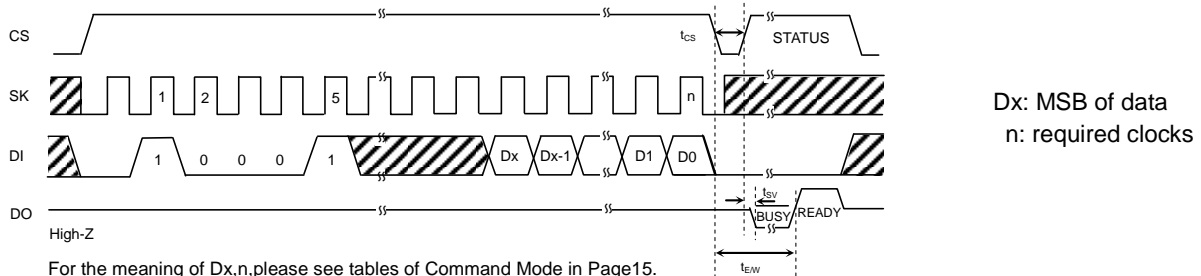 CS tCS STATUS
SK 1 2 5 n
Dx: MSB of data
n: required clocks
DI 1 0 0 0 1 Dx Dx-1 D1 D0
tSV
DO BUSY READY
High-Z
tE/W
For the meaning of Dx,n,please see tables of Command Mode in Page15.